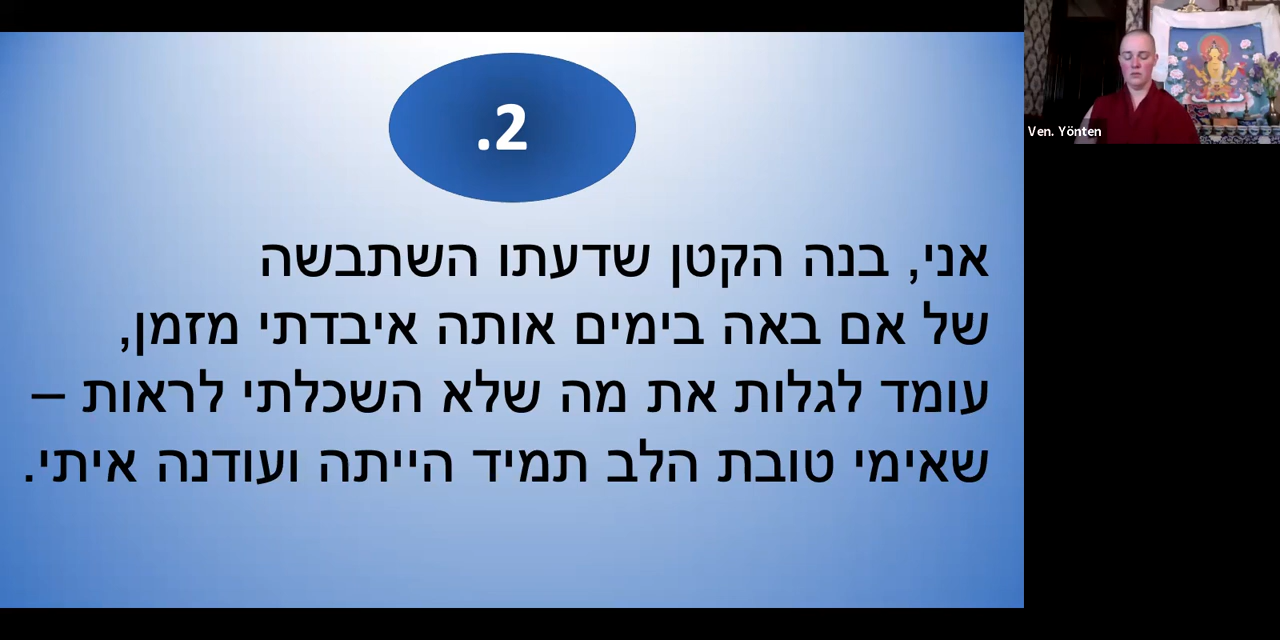 2.
אני, בנה הקטן שדעתו השתבשה
של אם באה בימים אותה איבדתי מזמן,
עומד לגלות את מה שלא השכלתי לראות –
שאימי טובת הלב תמיד הייתה ועודנה איתי.
Ven. Yönten